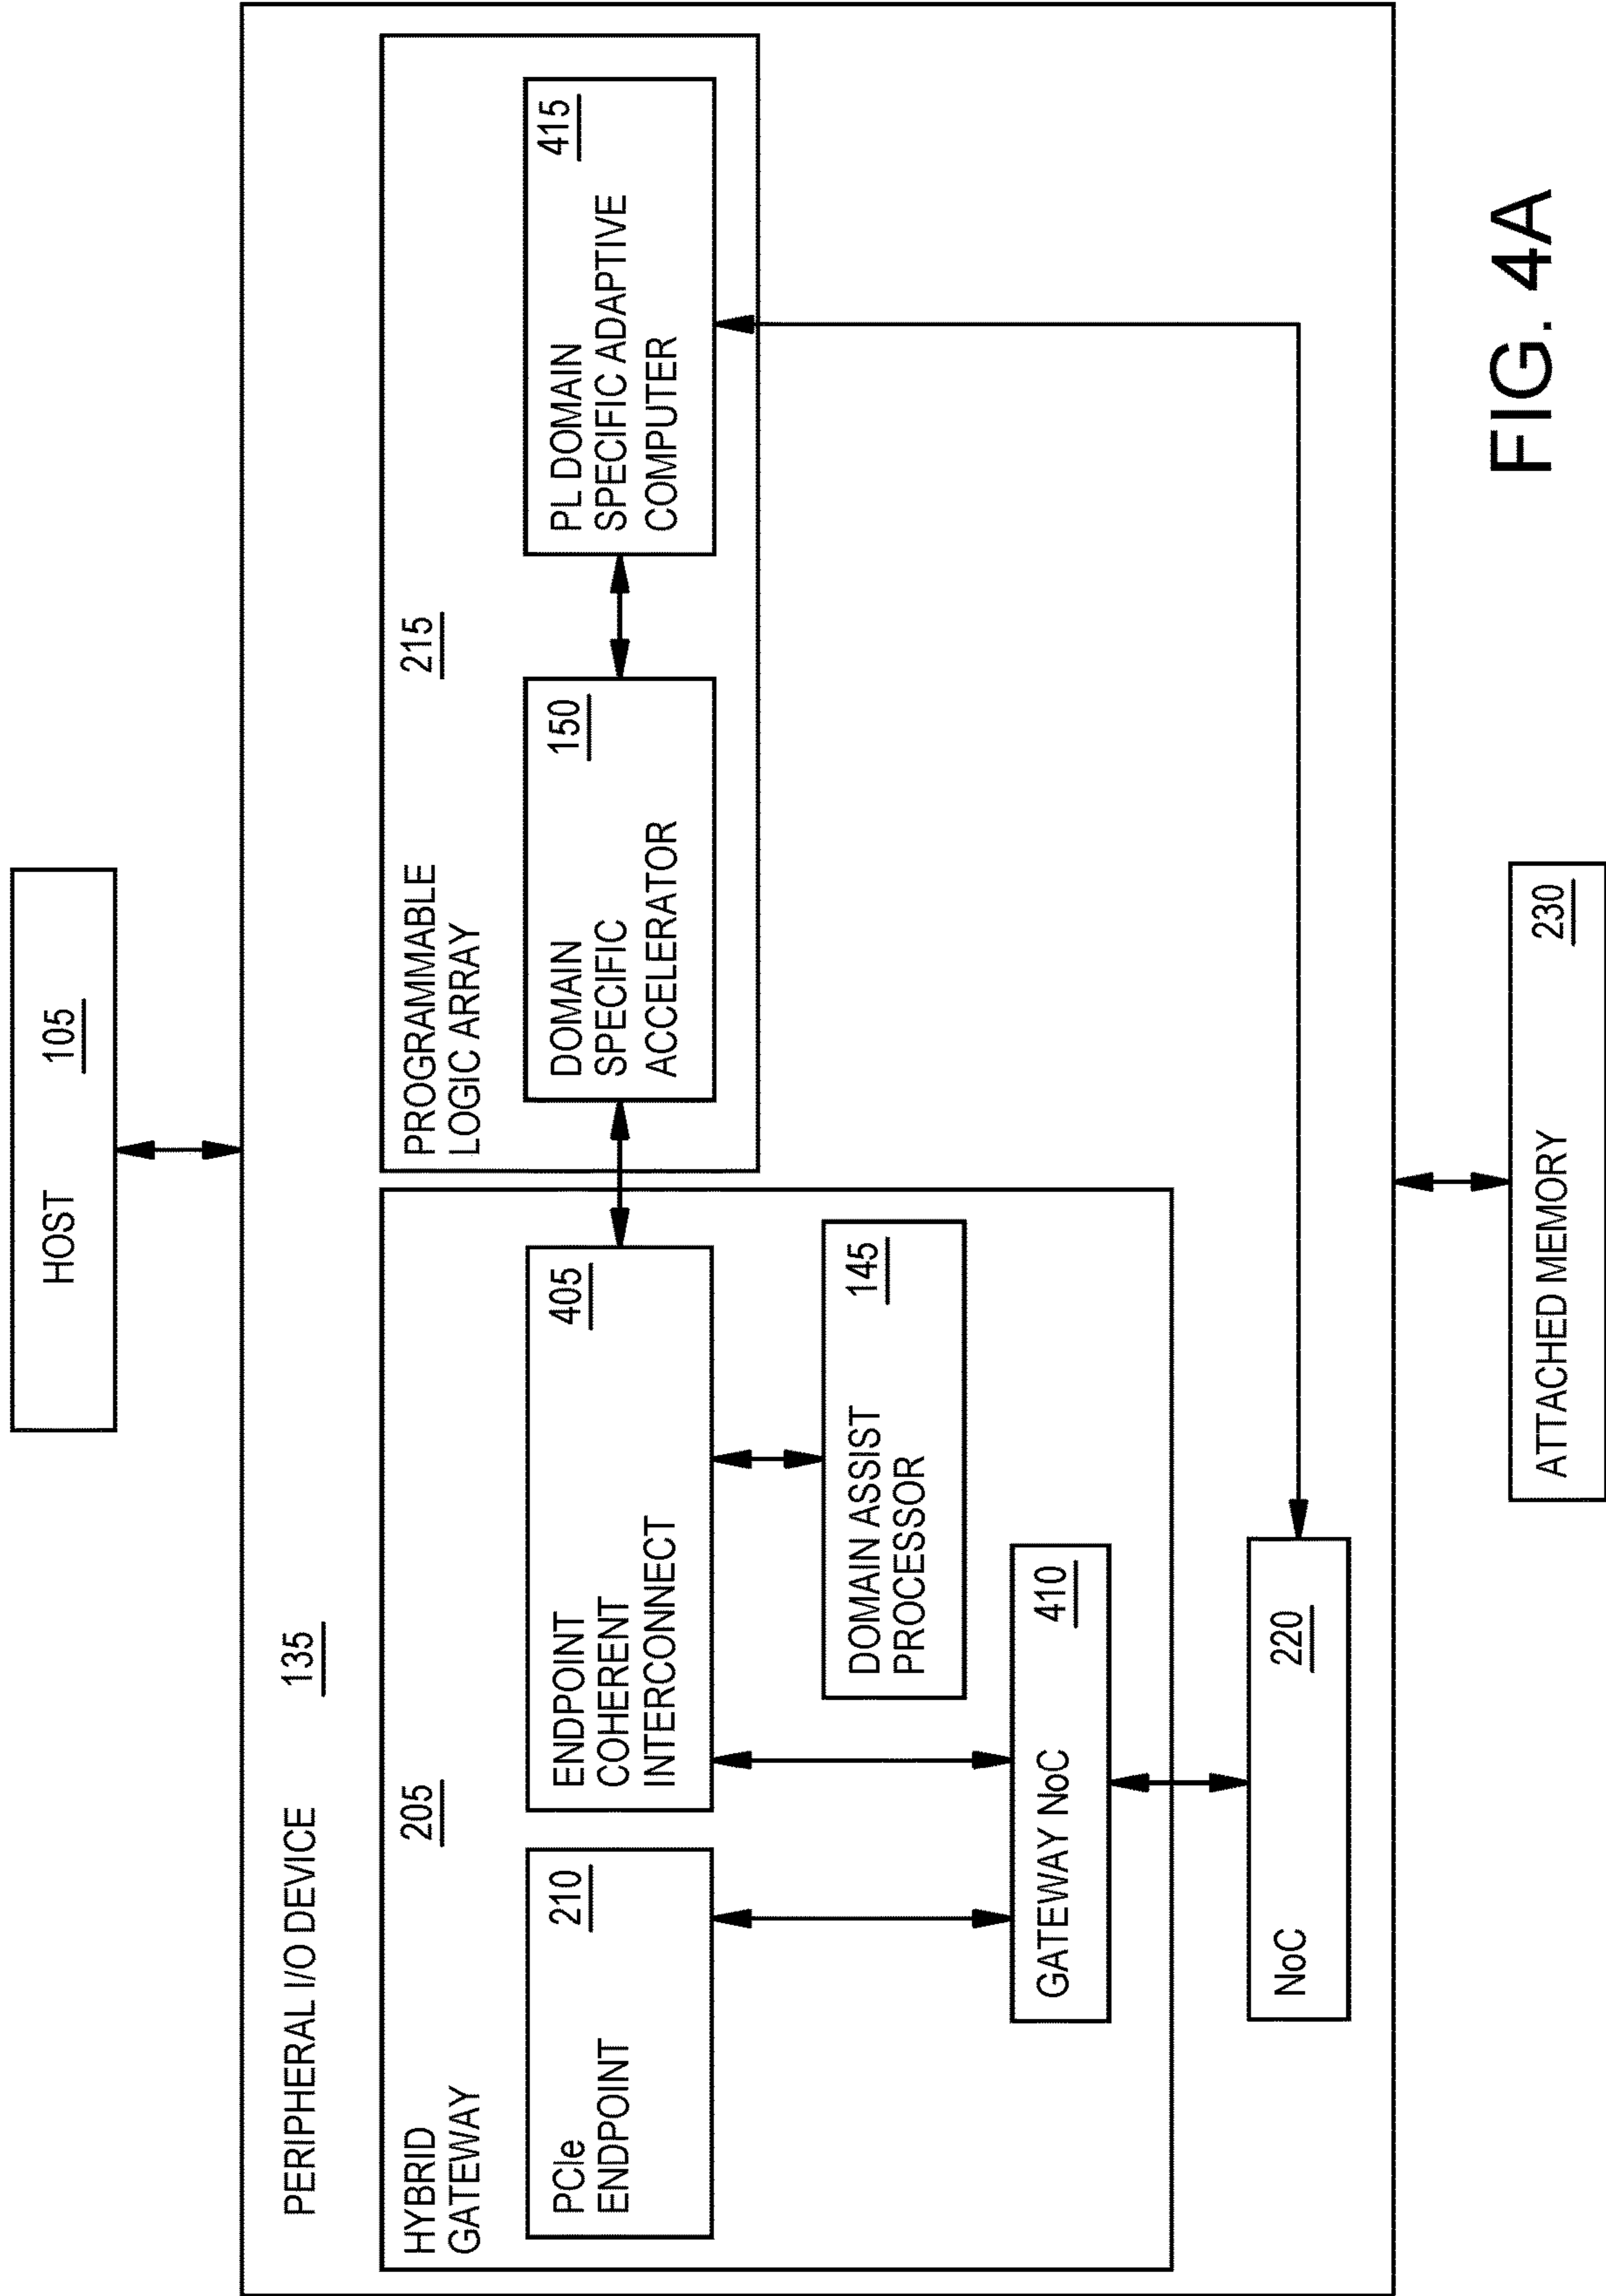 HOST 105
PERIPHERAL I/O DEVICE 135
HYBRID
GATEWAY
205
PCIe
ENDPOINT
210
ENDPOINT
COHERENT
INTERCONNECT
405
DOMAIN ASSIST
PROCESSOR
145
GATEWAY NoC 410
PROGRAMMABLE
LOGIC ARRAY
215
DOMAIN
SPECIFIC
ACCELERATOR
150
PL DOMAIN
SPECIFIC ADAPTIVE
COMPUTER
415
NoC 220
ATTACHED MEMORY 230
FIG. 4A